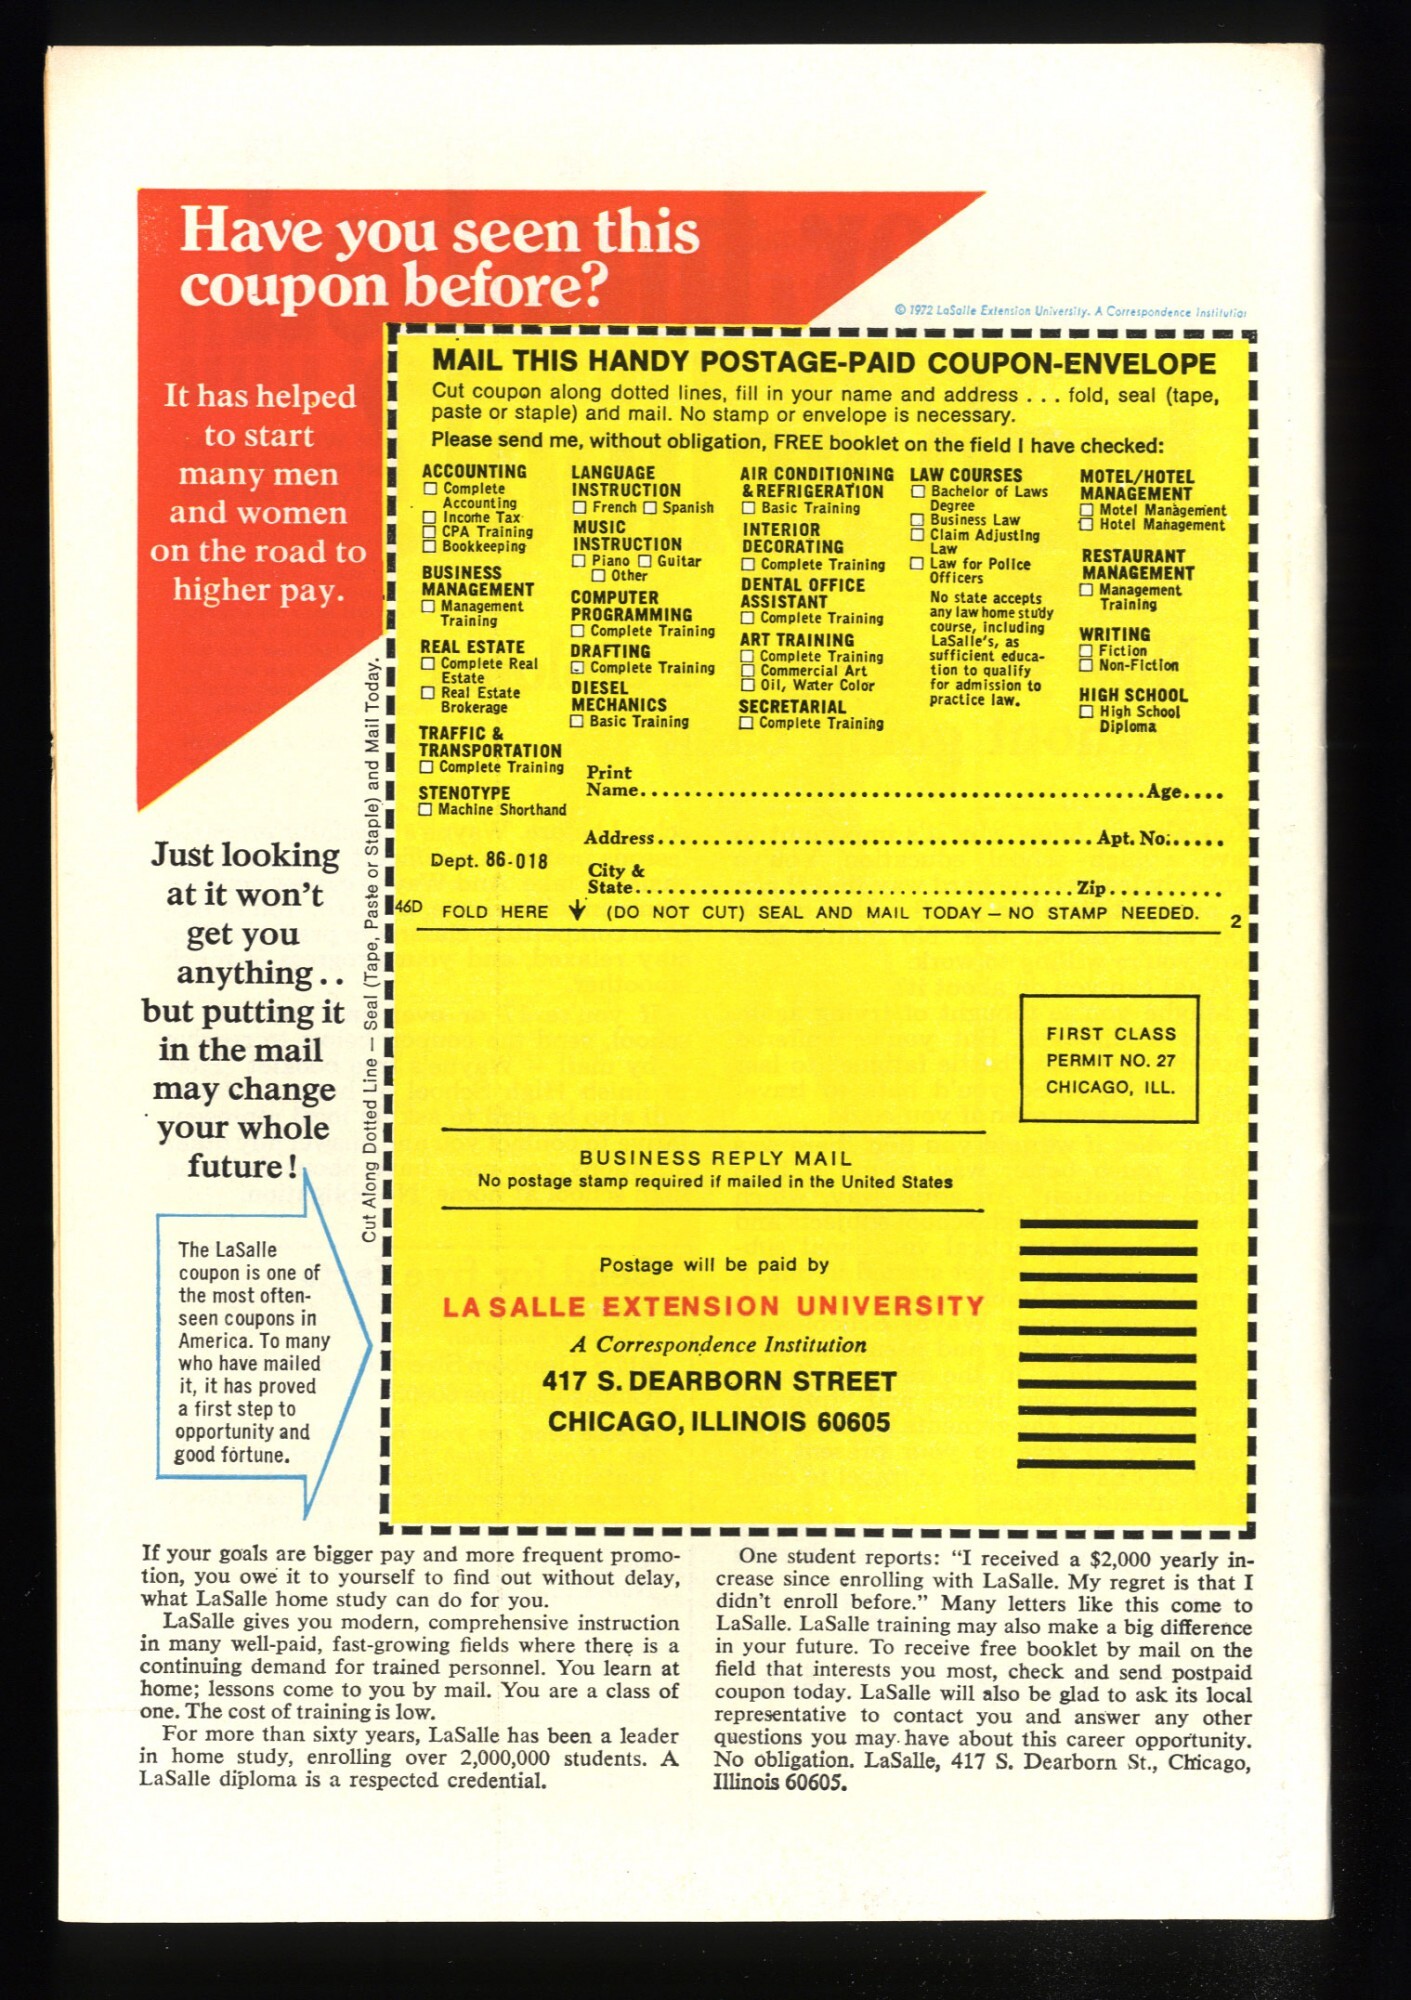 Have you seen this
coupon before?
It has helped
to start
many men
and women
on the road to
higher pay.
© 1972 LaSalle Extension University. A Correspondence Institution
MAIL THIS HANDY POSTAGE-PAID COUPON-ENVELOPE
Cut coupon along dotted lines, fill in your name and address . . . fold, seal (tape,
paste or staple) and mail. No stamp or envelope is necessary.
Please send me, without obligation, FREE booklet on the field I have checked:
ACCOUNTING
☐ Complete
Accounting
☐ Income Tax
☐ CPA Training
☐ Bookkeeping
BUSINESS
MANAGEMENT
☐ Management
Training
REAL ESTATE
☐ Complete Real
Estate
☐ Real Estate
Brokerage
TRAFFIC &
TRANSPORTATION
☐ Complete Training
STENOTYPE
☐ Machine Shorthand
LANGUAGE
INSTRUCTION
☐ French ☐ Spanish
MUSIC
INSTRUCTION
☐ Piano ☐ Guitar
☐ Other
COMPUTER
PROGRAMMING
☐ Complete Training
DRAFTING
☐ Complete Training
DIESEL
MECHANICS
☐ Basic Training
AIR CONDITIONING
& REFRIGERATION
☐ Basic Training
INTERIOR
DECORATING
☐ Complete Training
DENTAL OFFICE
ASSISTANT
☐ Complete Training
ART TRAINING
☐ Complete Training
☐ Commercial Art
☐ Oil, Water Color
SECRETARIAL
☐ Complete Training
LAW COURSES
☐ Bachelor of Laws
Degree
☐ Business Law
☐ Claim Adjusting
Law
☐ Law for Police
Officers
No state accepts
any law home study
course, including
LaSalle's, as
sufficient educa-
tion to qualify
for admission to
practice law.
MOTEL/HOTEL
MANAGEMENT
☐ Motel Management
☐ Hotel Management
RESTAURANT
MANAGEMENT
☐ Management
Training
WRITING
☐ Fiction
☐ Non-Fiction
HIGH SCHOOL
☐ High School
Diploma
Print
Name.............................................Age....
Address.......................................Apt. No......
Dept. 86-018
City &
State.......................................Zip..........
46D FOLD HERE ↓ (DO NOT CUT) SEAL AND MAIL TODAY – NO STAMP NEEDED. 2
Cut Along Dotted Line — Seal (Tape, Paste or Staple) and Mail Today.
Just looking
at it won't
get you
anything . .
but putting it
in the mail
may change
your whole
future!
The LaSalle
coupon is one of
the most often-
seen coupons in
America. To many
who have mailed
it, it has proved
a first step to
opportunity and
good fortune.
FIRST CLASS
PERMIT NO. 27
CHICAGO, ILL.
BUSINESS REPLY MAIL
No postage stamp required if mailed in the United States
Postage will be paid by
LA SALLE EXTENSION UNIVERSITY
A Correspondence Institution
417 S. DEARBORN STREET
CHICAGO, ILLINOIS 60605
If your goals are bigger pay and more frequent promo-
tion, you owe it to yourself to find out without delay,
what LaSalle home study can do for you.
LaSalle gives you modern, comprehensive instruction
in many well-paid, fast-growing fields where there is a
continuing demand for trained personnel. You learn at
home; lessons come to you by mail. You are a class of
one. The cost of training is low.
For more than sixty years, LaSalle has been a leader
in home study, enrolling over 2,000,000 students. A
LaSalle diploma is a respected credential.
One student reports: "I received a $2,000 yearly in-
crease since enrolling with LaSalle. My regret is that I
didn't enroll before." Many letters like this come to
LaSalle. LaSalle training may also make a big difference
in your future. To receive free booklet by mail on the
field that interests you most, check and send postpaid
coupon today. LaSalle will also be glad to ask its local
representative to contact you and answer any other
questions you may have about this career opportunity.
No obligation. LaSalle, 417 S. Dearborn St., Chicago,
Illinois 60605.